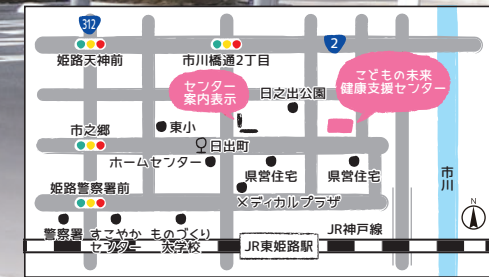 312
2
姫路天神前
市川橋通2丁目
こどもの未来
健康支援センター
センター
案内表示
日之出公園
市之郷
東小
日出町
ホームセンター
県営住宅
県営住宅
市川
姫路警察署前
メディカルプラザ
N
警察署
すこやか
センター
ものづくり
大学校
JR神戸線
JR東姫路駅